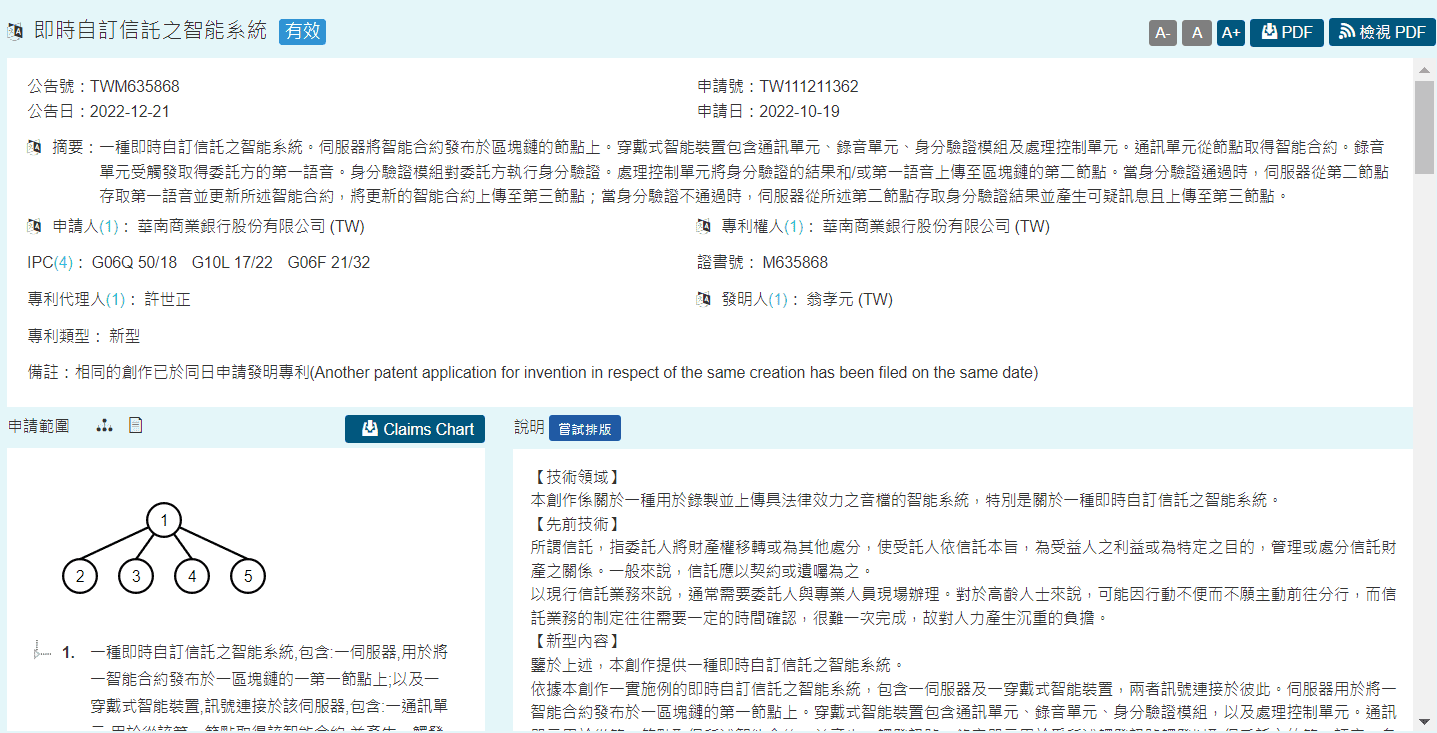 即時自訂信託之智能系統 有效 A- A A+ PDF 檢視 PDF
公告號：TWM635868 申請號：TW111211362
公告日：2022-12-21 申請日：2022-10-19
摘要：一種即時自訂信託之智能系統。伺服器將智能合約發布於區塊鏈的節點上。穿戴式智能裝置包含通訊單元、錄音單元、身分驗證模組及處理控制單元。通訊單元從節點取得智能合約。錄音
單元受觸發取得委託方的第一語音。身分驗證模組對委託方執行身分驗證。處理控制單元將身分驗證的結果和/或第一語音上傳至區塊鏈的第二節點。當身分驗證通過時，伺服器從第二節點
存取第一語音並更新所述智能合約，將更新的智能合約上傳至第三節點；當身分驗證不通過時，伺服器從所述第二節點存取身分驗證結果並產生可疑訊息且上傳至第三節點。
申請人(1)： 華南商業銀行股份有限公司 (TW) 專利權人(1)： 華南商業銀行股份有限公司 (TW)
IPC(4)： G06Q 50/18 G10L 17/22 G06F 21/32 證書號： M635868
專利代理人(1)： 許世正 發明人(1)： 翁孝元 (TW)
專利類型： 新型
備註：相同的創作已於同日申請發明專利(Another patent application for invention in respect of the same creation has been filed on the same date)
申請範圍 Claims Chart
1
2 3 4 5
1. 一種即時自訂信託之智能系統,包含:一伺服器,用於將
一智能合約發布於一區塊鏈的一第一節點上;以及一
穿戴式智能裝置,訊號連接於該伺服器,包含:一通訊單
說明 嘗試排版
【技術領域】
本創作係關於一種用於錄製並上傳具法律效力之音檔的智能系統，特別是關於一種即時自訂信託之智能系統。
【先前技術】
所謂信託，指委託人將財產權移轉或為其他處分，使受託人依信託本旨，為受益人之利益或為特定之目的，管理或處分信託財
產之關係。一般來說，信託應以契約或遺囑為之。
以現行信託業務來說，通常需要委託人與專業人員現場辦理。對於高齡人士來說，可能因行動不便而不願主動前往分行，而信
託業務的制定往往需要一定的時間確認，很難一次完成，故對人力產生沉重的負擔。
【新型內容】
鑒於上述，本創作提供一種即時自訂信託之智能系統。
依據本創作一實施例的即時自訂信託之智能系統，包含一伺服器及一穿戴式智能裝置，兩者訊號連接於彼此。伺服器用於將一
智能合約發布於一區塊鏈的第一節點上。穿戴式智能裝置包含通訊單元、錄音單元、身分驗證模組，以及處理控制單元。通訊